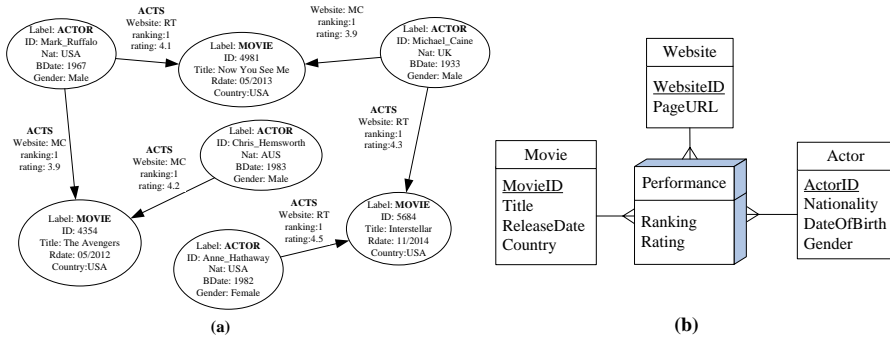 Label: ACTOR
ID: Mark_Ruffalo
Nat: USA
BDate: 1967
Gender: Male
ACTS
Website: RT
ranking:1
rating: 4.1
Label: MOVIE
ID: 4981
Title: Now You See Me
Rdate: 05/2013
Country:USA
Website: MC
ranking:1
rating: 3.9
Label: ACTOR
ID: Michael_Caine
Nat: UK
BDate: 1933
Gender: Male
ACTS
Website: MC
ranking:1
rating: 3.9
ACTS
Website: MC
ranking:1
rating: 4.2
Label: ACTOR
ID: Chris_Hemsworth
Nat: AUS
BDate: 1983
Gender: Male
ACTS
Website: RT
ranking:1
rating:4.3
Label: MOVIE
ID: 4354
Title: The Avengers
Rdate: 05/2012
Country:USA
Label: ACTOR
ID: Anne_Hathaway
Nat: USA
BDate: 1982
Gender: Female
ACTS
Website: RT
ranking:1
rating:4.5
Label: MOVIE
ID: 5684
Title: Interstellar
Rdate: 11/2014
Country:USA
(a)
Website
WebsiteID
PageURL
Movie
MovieID
Title
ReleaseDate
Country
Performance
Ranking
Rating
Actor
ActorID
Nationality
DateOfBirth
Gender
(b)